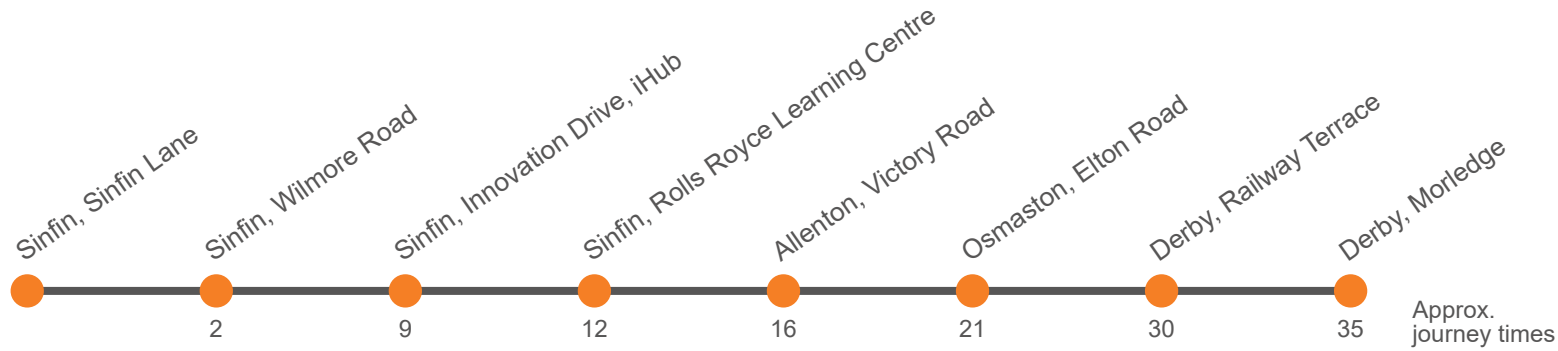 Sinfin, Sinfin Lane
Sinfin, Wilmore Road
Sinfin, Innovation Drive, iHub
Sinfin, Rolls Royce Learning Centre
Allenton, Victory Road
Osmaston, Elton Road
Derby, Railway Terrace
Derby, Morledge
2
9
12
16
21
30
35
Approx.
journey times